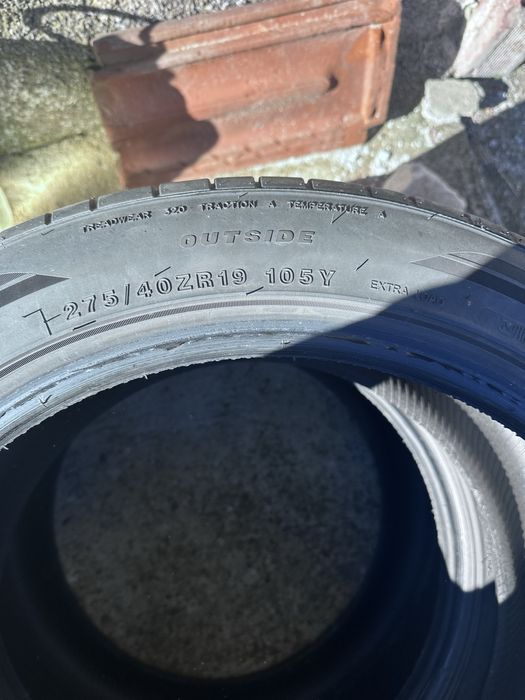 TREADWEAR 320 TRACTION A TEMPERATURE A
OUTSIDE
275/40ZR19 105Y
EXTRA LOAD